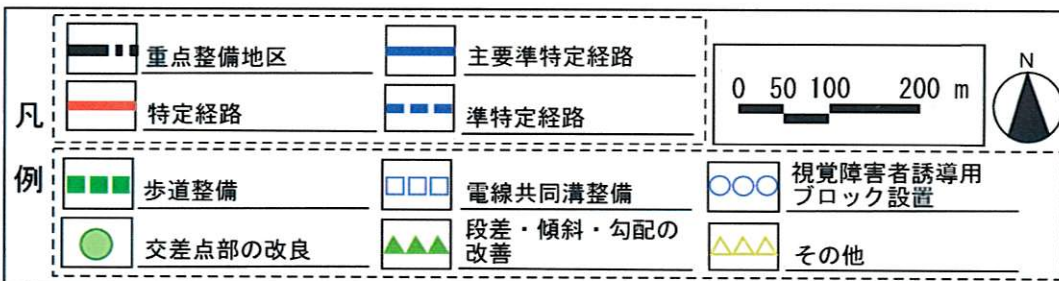 凡例
重点整備地区
主要準特定経路
特定経路
準特定経路
0 50 100 200 m
N
歩道整備
電線共同溝整備
視覚障害者誘導用
ブロック設置
交差点部の改良
段差・傾斜・勾配の
改善
その他